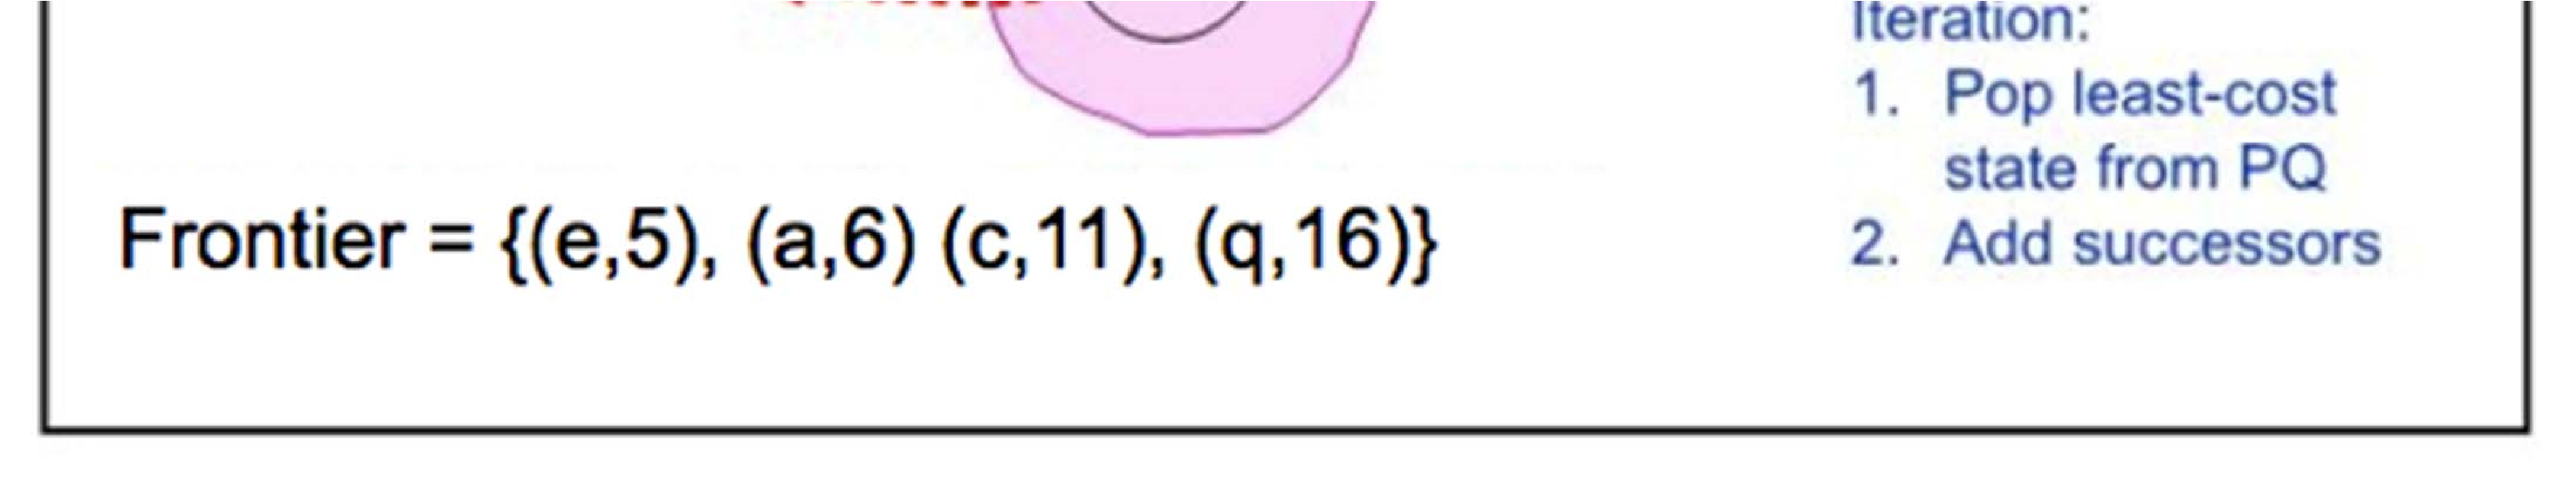 Iteration:
1. Pop least-cost
state from PQ
2. Add successors
Frontier = {(e,5), (a,6) (c,11), (q,16)}